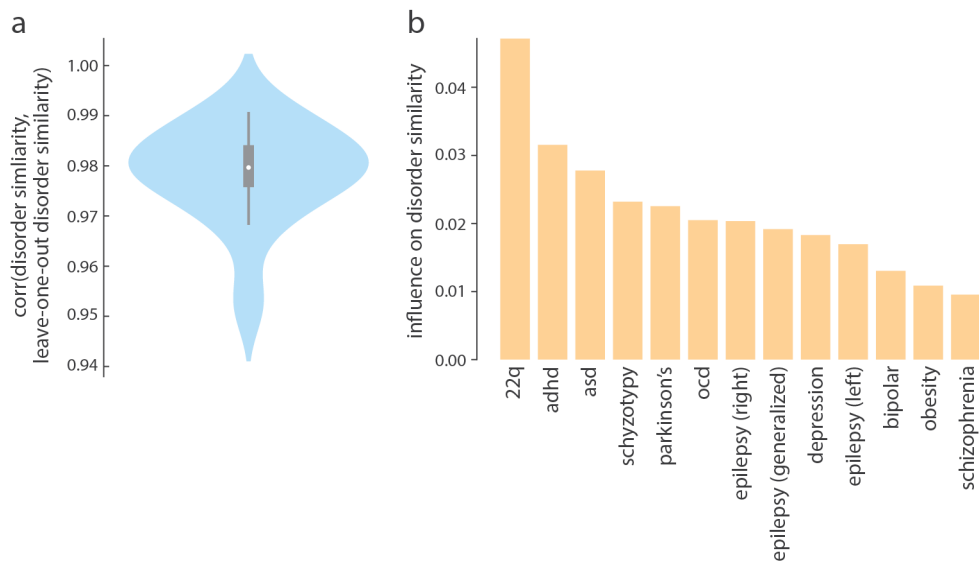 a
corr(disorder simliarity,
leave-one-out disorder similarity)
1.00
0.99
0.98
0.97
0.96
0.95
0.94
b
influence on disorder similarity
0.04
0.03
0.02
0.01
0.00
22q
adhd
asd
schyzotypy
parkinson's
ocd
epilepsy (right)
epilepsy (generalized)
depression
epilepsy (left)
bipolar
obesity
schizophrenia